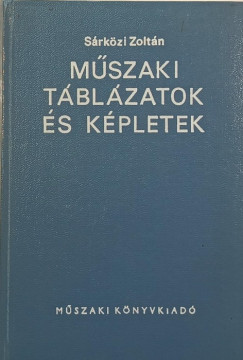 Sárközi Zoltán
MŰSZAKI
TÁBLÁZATOK
ÉS KÉPLETEK
MŰSZAKI KÖNYVKIADÓ